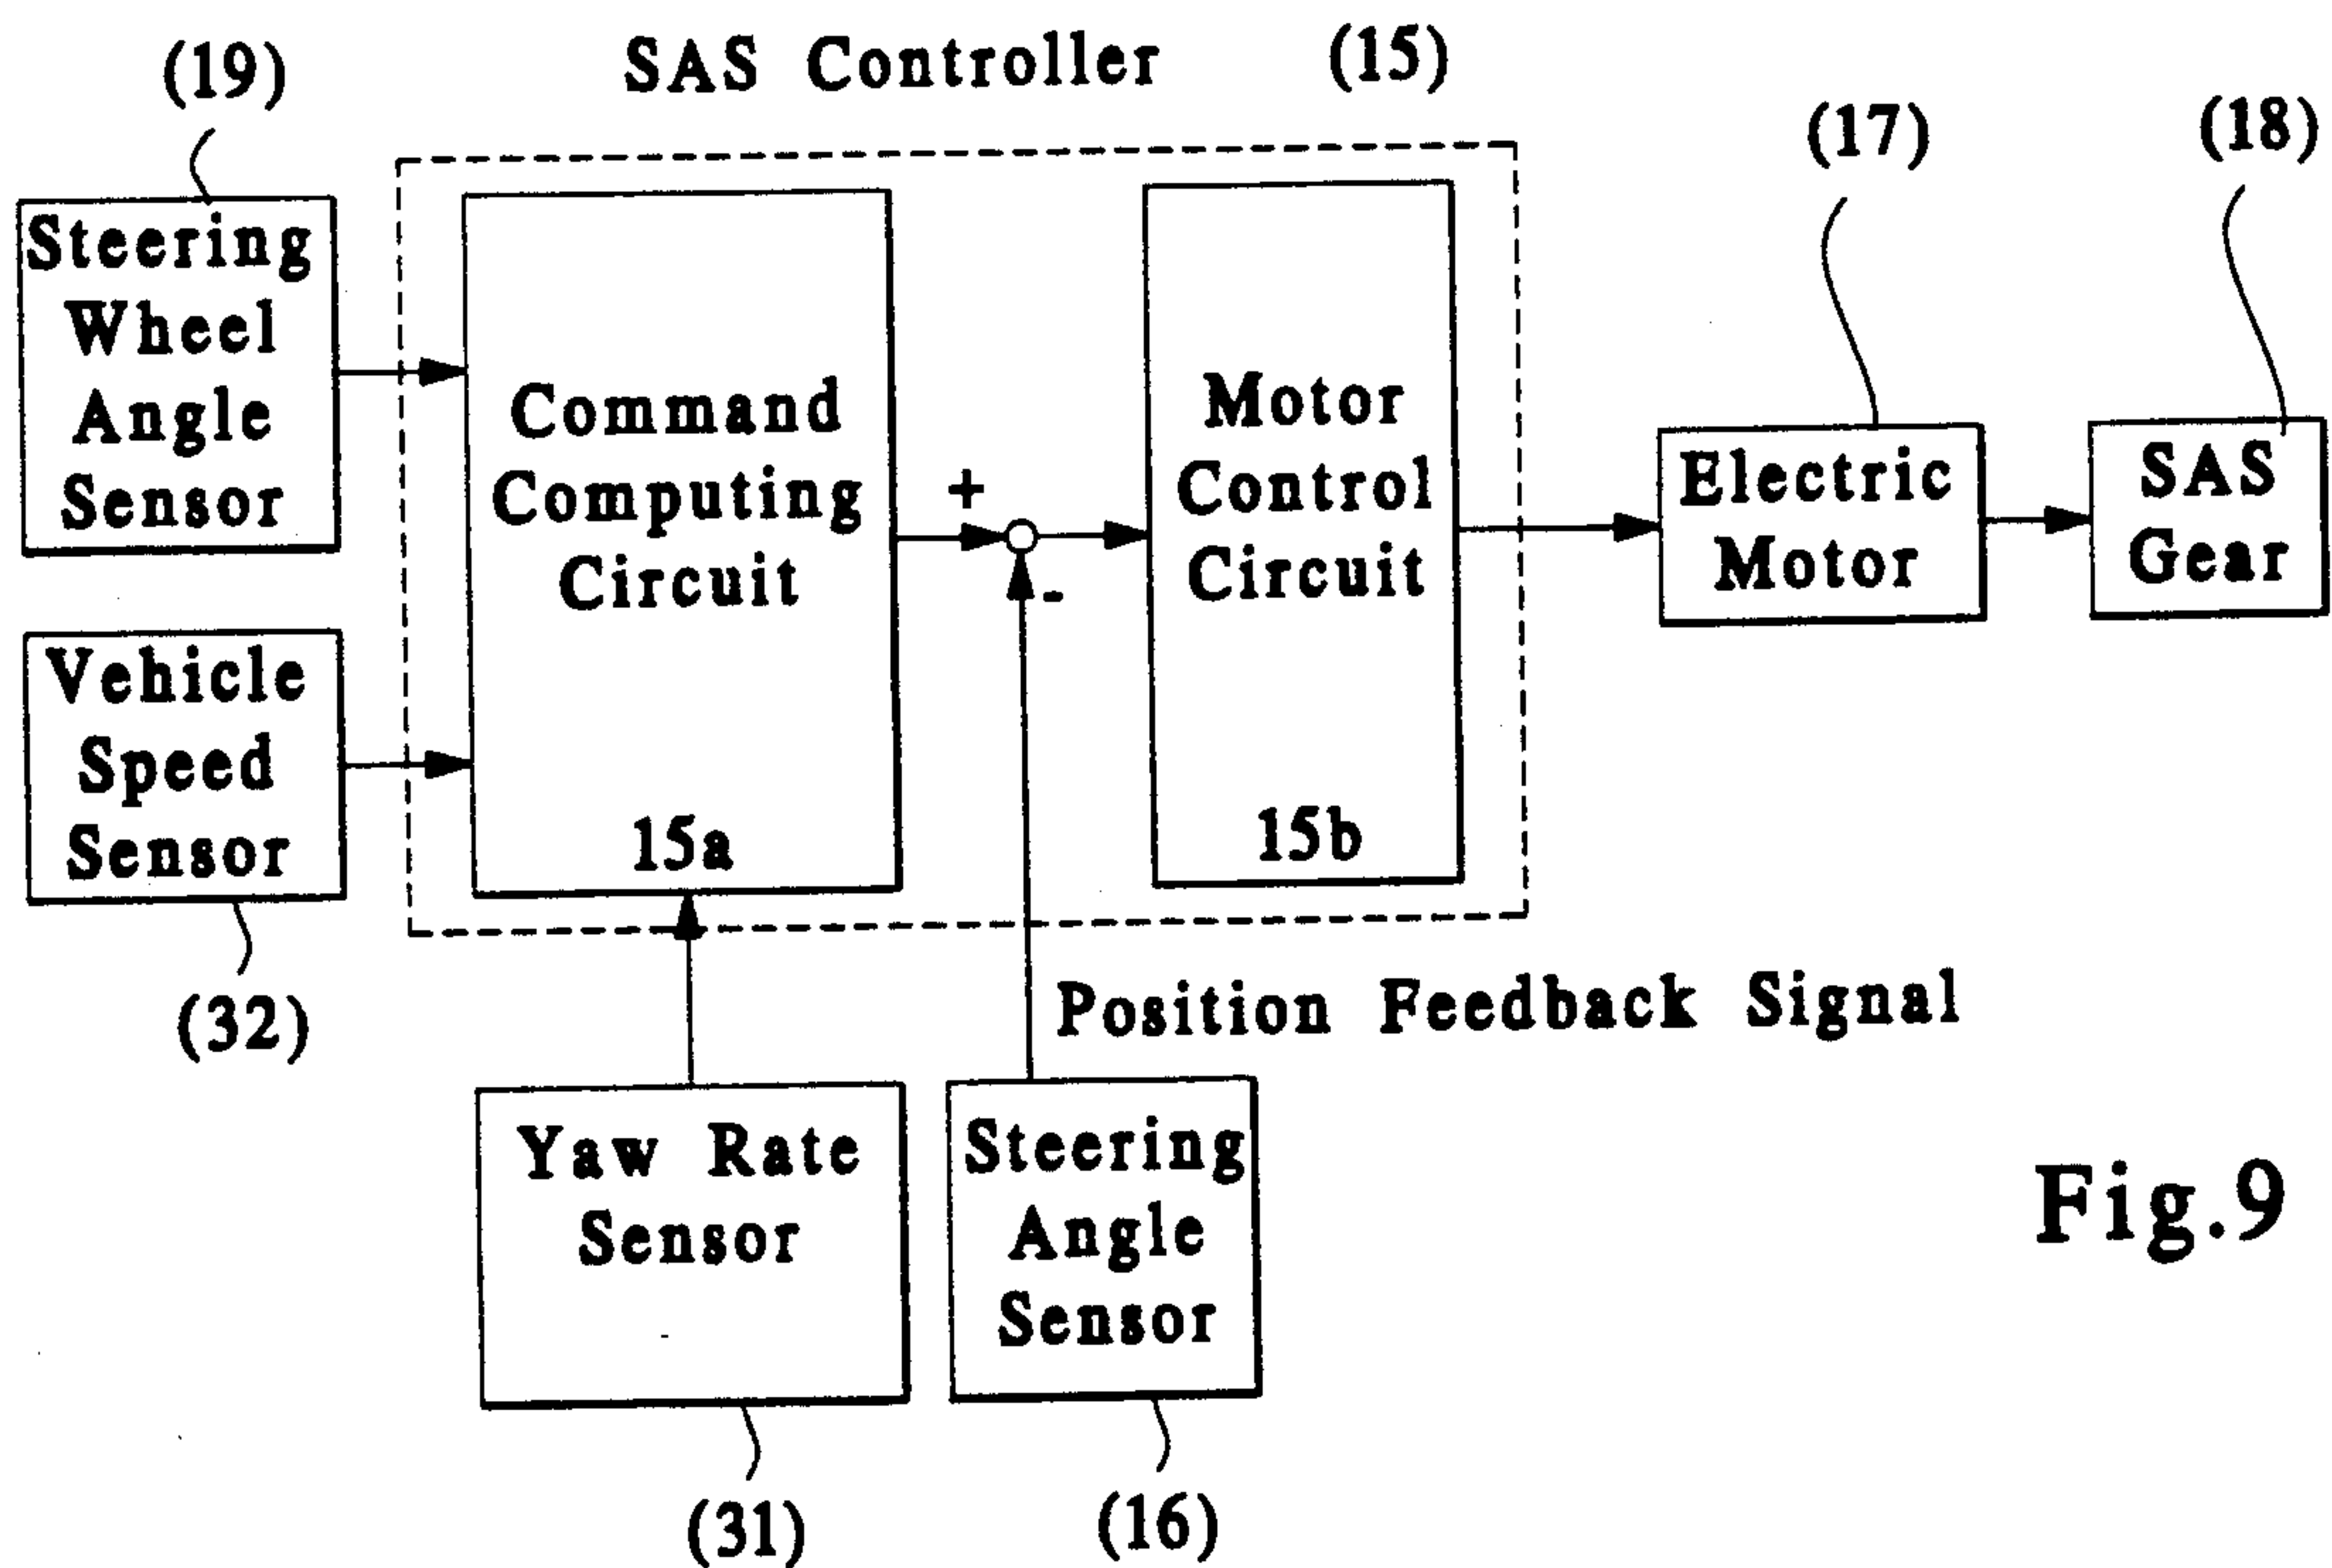 (19)
SAS Controller
(15)
(17)
(18)
Steering
Wheel
Angle
Sensor
Command
Computing
Circuit
15a
+
-
Motor
Control
Circuit
15b
Electric
Motor
SAS
Gear
Vehicle
Speed
Sensor
(32)
Position Feedback Signal
Yaw Rate
Sensor
Steering
Angle
Sensor
(31)
(16)
Fig.9